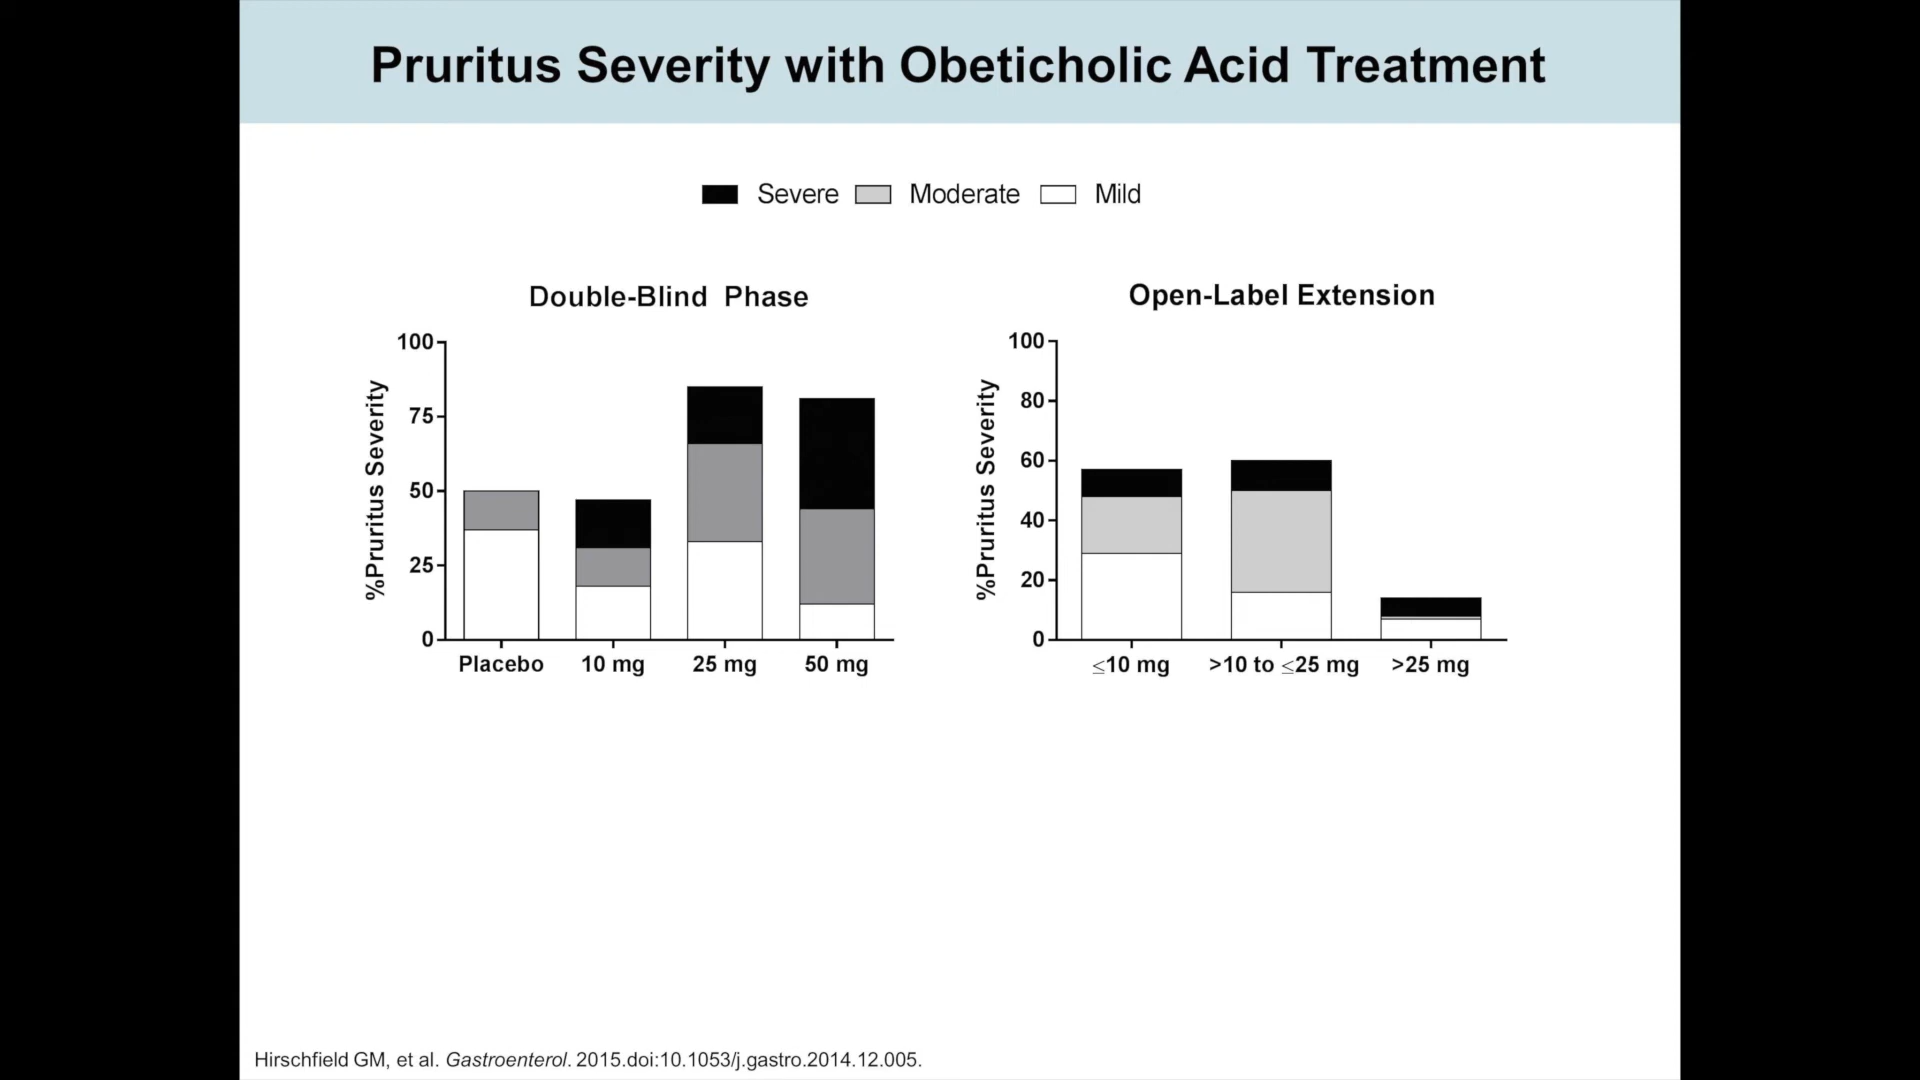 Pruritus Severity with Obeticholic Acid Treatment
Severe Moderate Mild
Double-Blind Phase
%Pruritus Severity
100
75
50
25
0
Placebo 10 mg 25 mg 50 mg
Open-Label Extension
%Pruritus Severity
100
80
60
40
20
0
≤10 mg >10 to ≤25 mg >25 mg
Hirschfield GM, et al. Gastroenterol. 2015.doi:10.1053/j.gastro.2014.12.005.